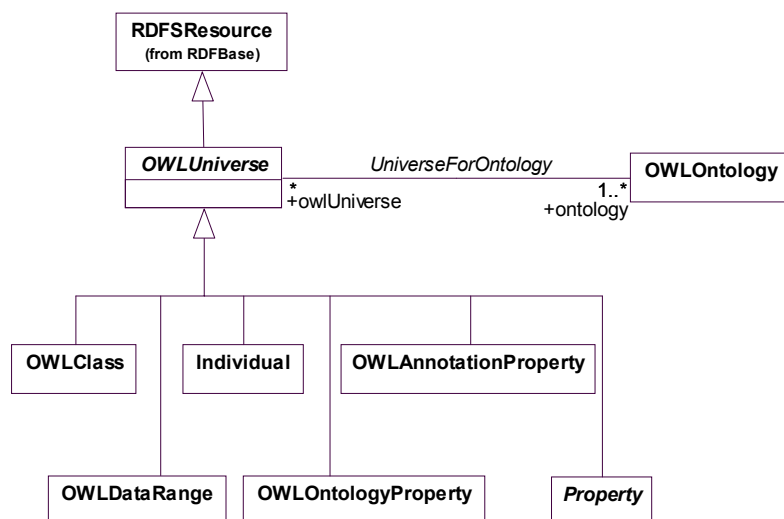 RDFSResource
(from RDFBase)
OWLUniverse
UniverseForOntology
OWLOntology
*
+owlUniverse
1..*
+ontology
OWLClass
Individual
OWLAnnotationProperty
OWLDataRange
OWLOntologyProperty
Property